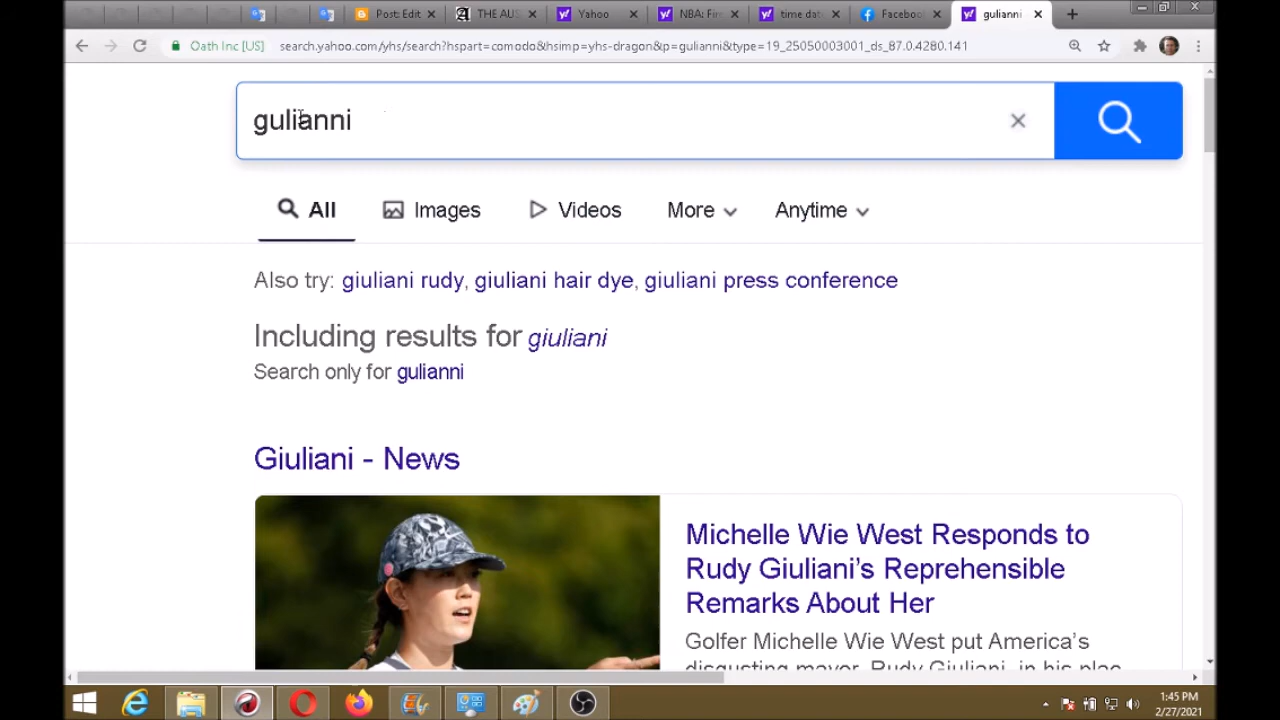 Post: Edit
THE AUT
Yahoo
NBA: Fir
time dat
Faceboo
gulianni
Oath Inc [US]
search.yahoo.com/yhs/search?hspart=comodo&hsimp=yhs-dragon&p=gulianni&type=19_25050003001_ds_87.0.4280.141
gulianni
All
Images
Videos
More
Anytime
Also try: giuliani rudy, giuliani hair dye, giuliani press conference
Including results for giuliani
Search only for gulianni
Giuliani - News
Michelle Wie West Responds to
Rudy Giuliani's Reprehensible
Remarks About Her
Golfer Michelle Wie West put America's
disgusting mayor, Rudy Giuliani, in his plac
1:45 PM
2/27/2021